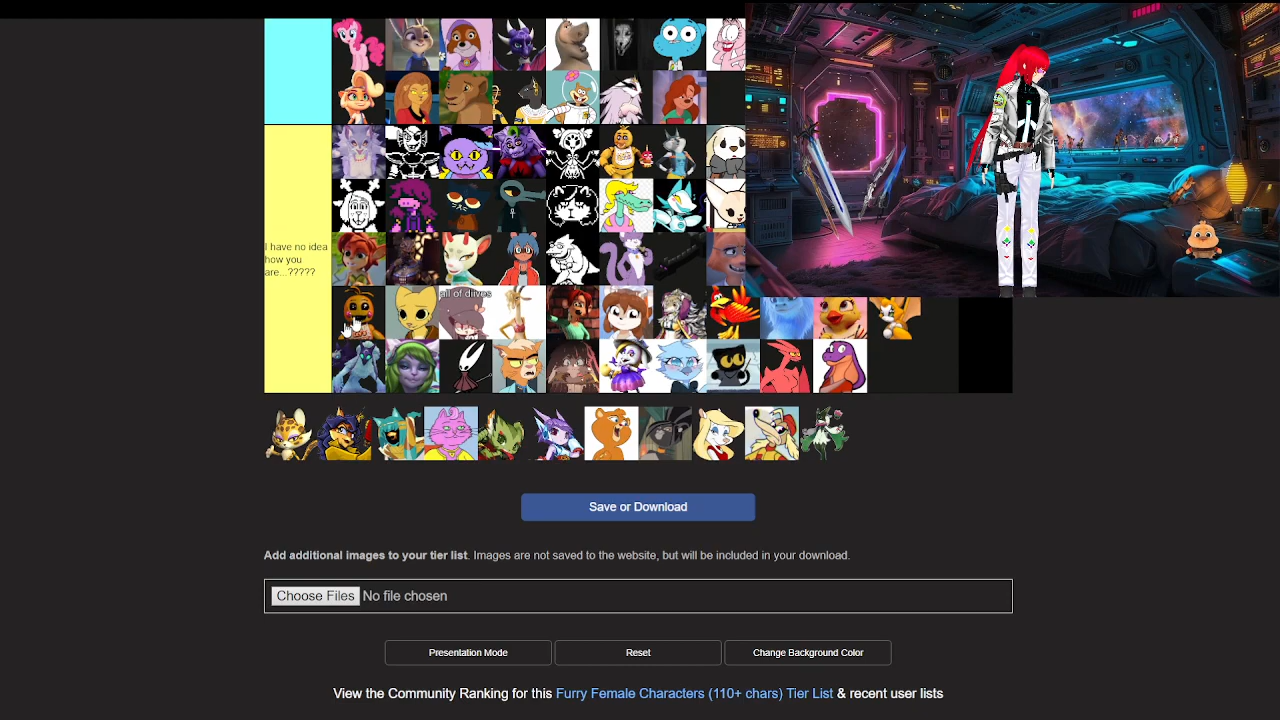 I have no idea
how you
are...?????
all of diives
Save or Download
Add additional images to your tier list. Images are not saved to the website, but will be included in your download.
Choose Files No file chosen
Presentation Mode Reset Change Background Color
View the Community Ranking for this Furry Female Characters (110+ chars) Tier List & recent user lists